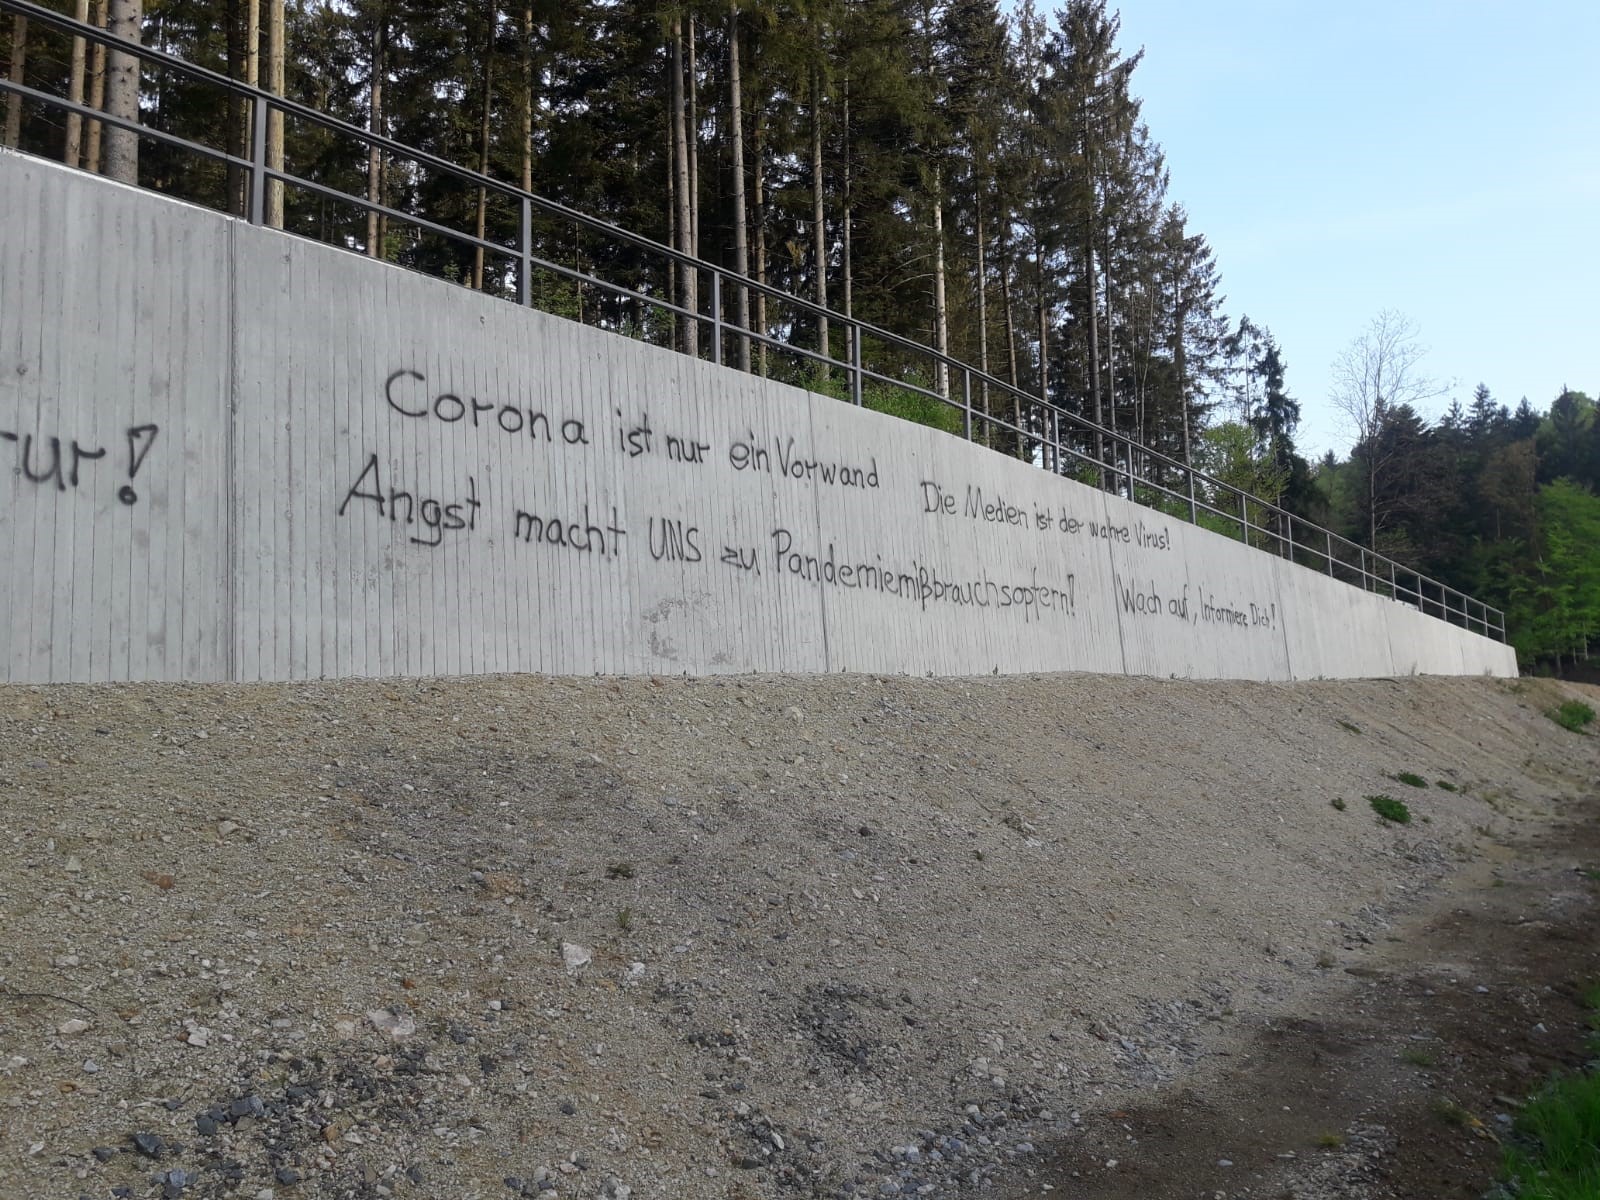 ur!
Corona ist nur ein Vorwand
Angst macht UNS zu Pandemiemißbrauchsopfern!
Die Medien ist der wahre Virus!
Wach auf, Informiere Dich!